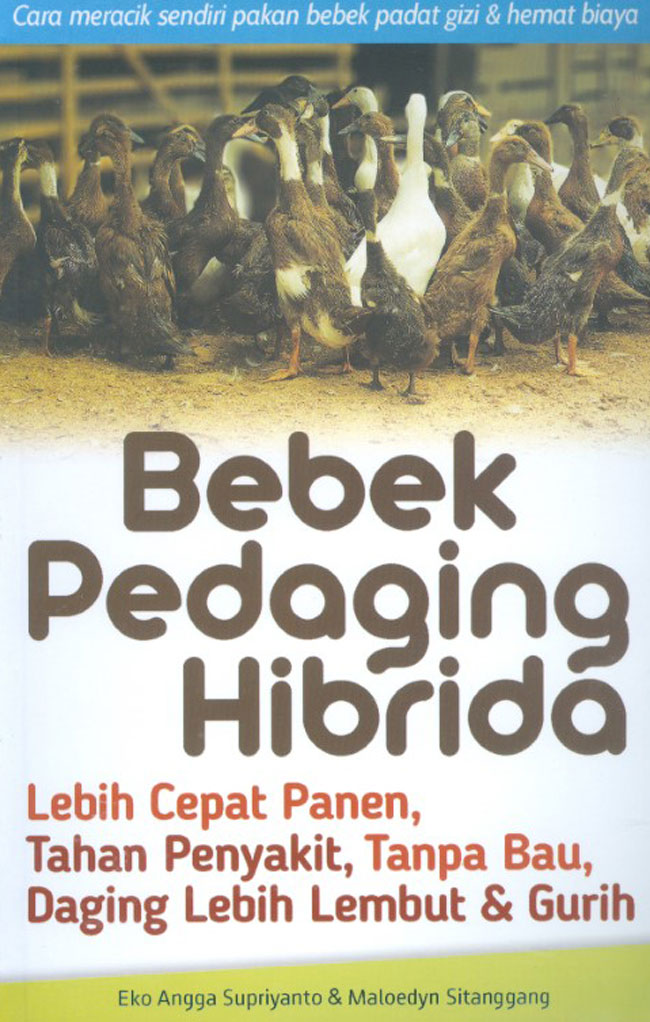 Cara meracik sendiri pakan bebek padat gizi & hemat biaya
Bebek
Pedaging
Hibrida
Lebih Cepat Panen,
Tahan Penyakit, Tanpa Bau,
Daging Lebih Lembut & Gurih
Eko Angga Supriyanto & Maloedyn Sitanggang